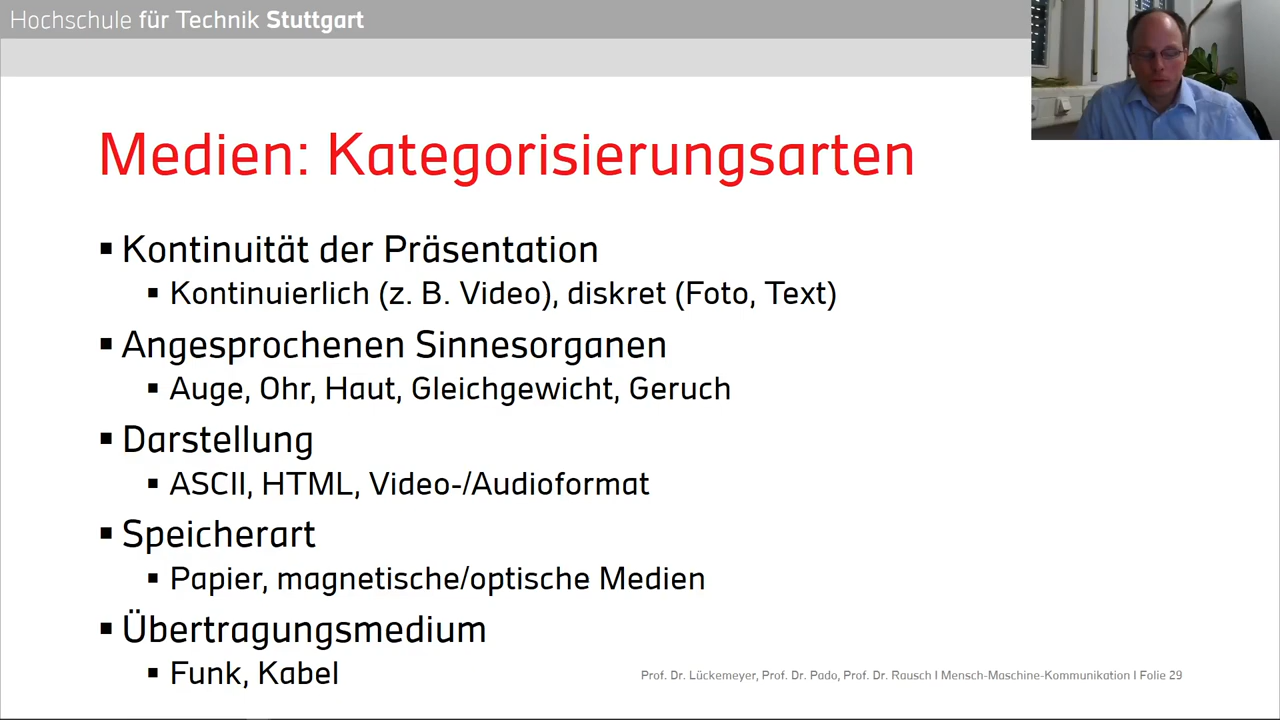 Hochschule für Technik Stuttgart
Medien: Kategorisierungsarten
▪ Kontinuität der Präsentation
▪ Kontinuierlich (z. B. Video), diskret (Foto, Text)
▪ Angesprochenen Sinnesorganen
▪ Auge, Ohr, Haut, Gleichgewicht, Geruch
▪ Darstellung
▪ ASCII, HTML, Video-/Audioformat
▪ Speicherart
▪ Papier, magnetische/optische Medien
▪ Übertragungsmedium
▪ Funk, Kabel
Prof. Dr. Lückemeyer, Prof. Dr. Pado, Prof. Dr. Rausch I Mensch-Maschine-Kommunikation I Folie 29